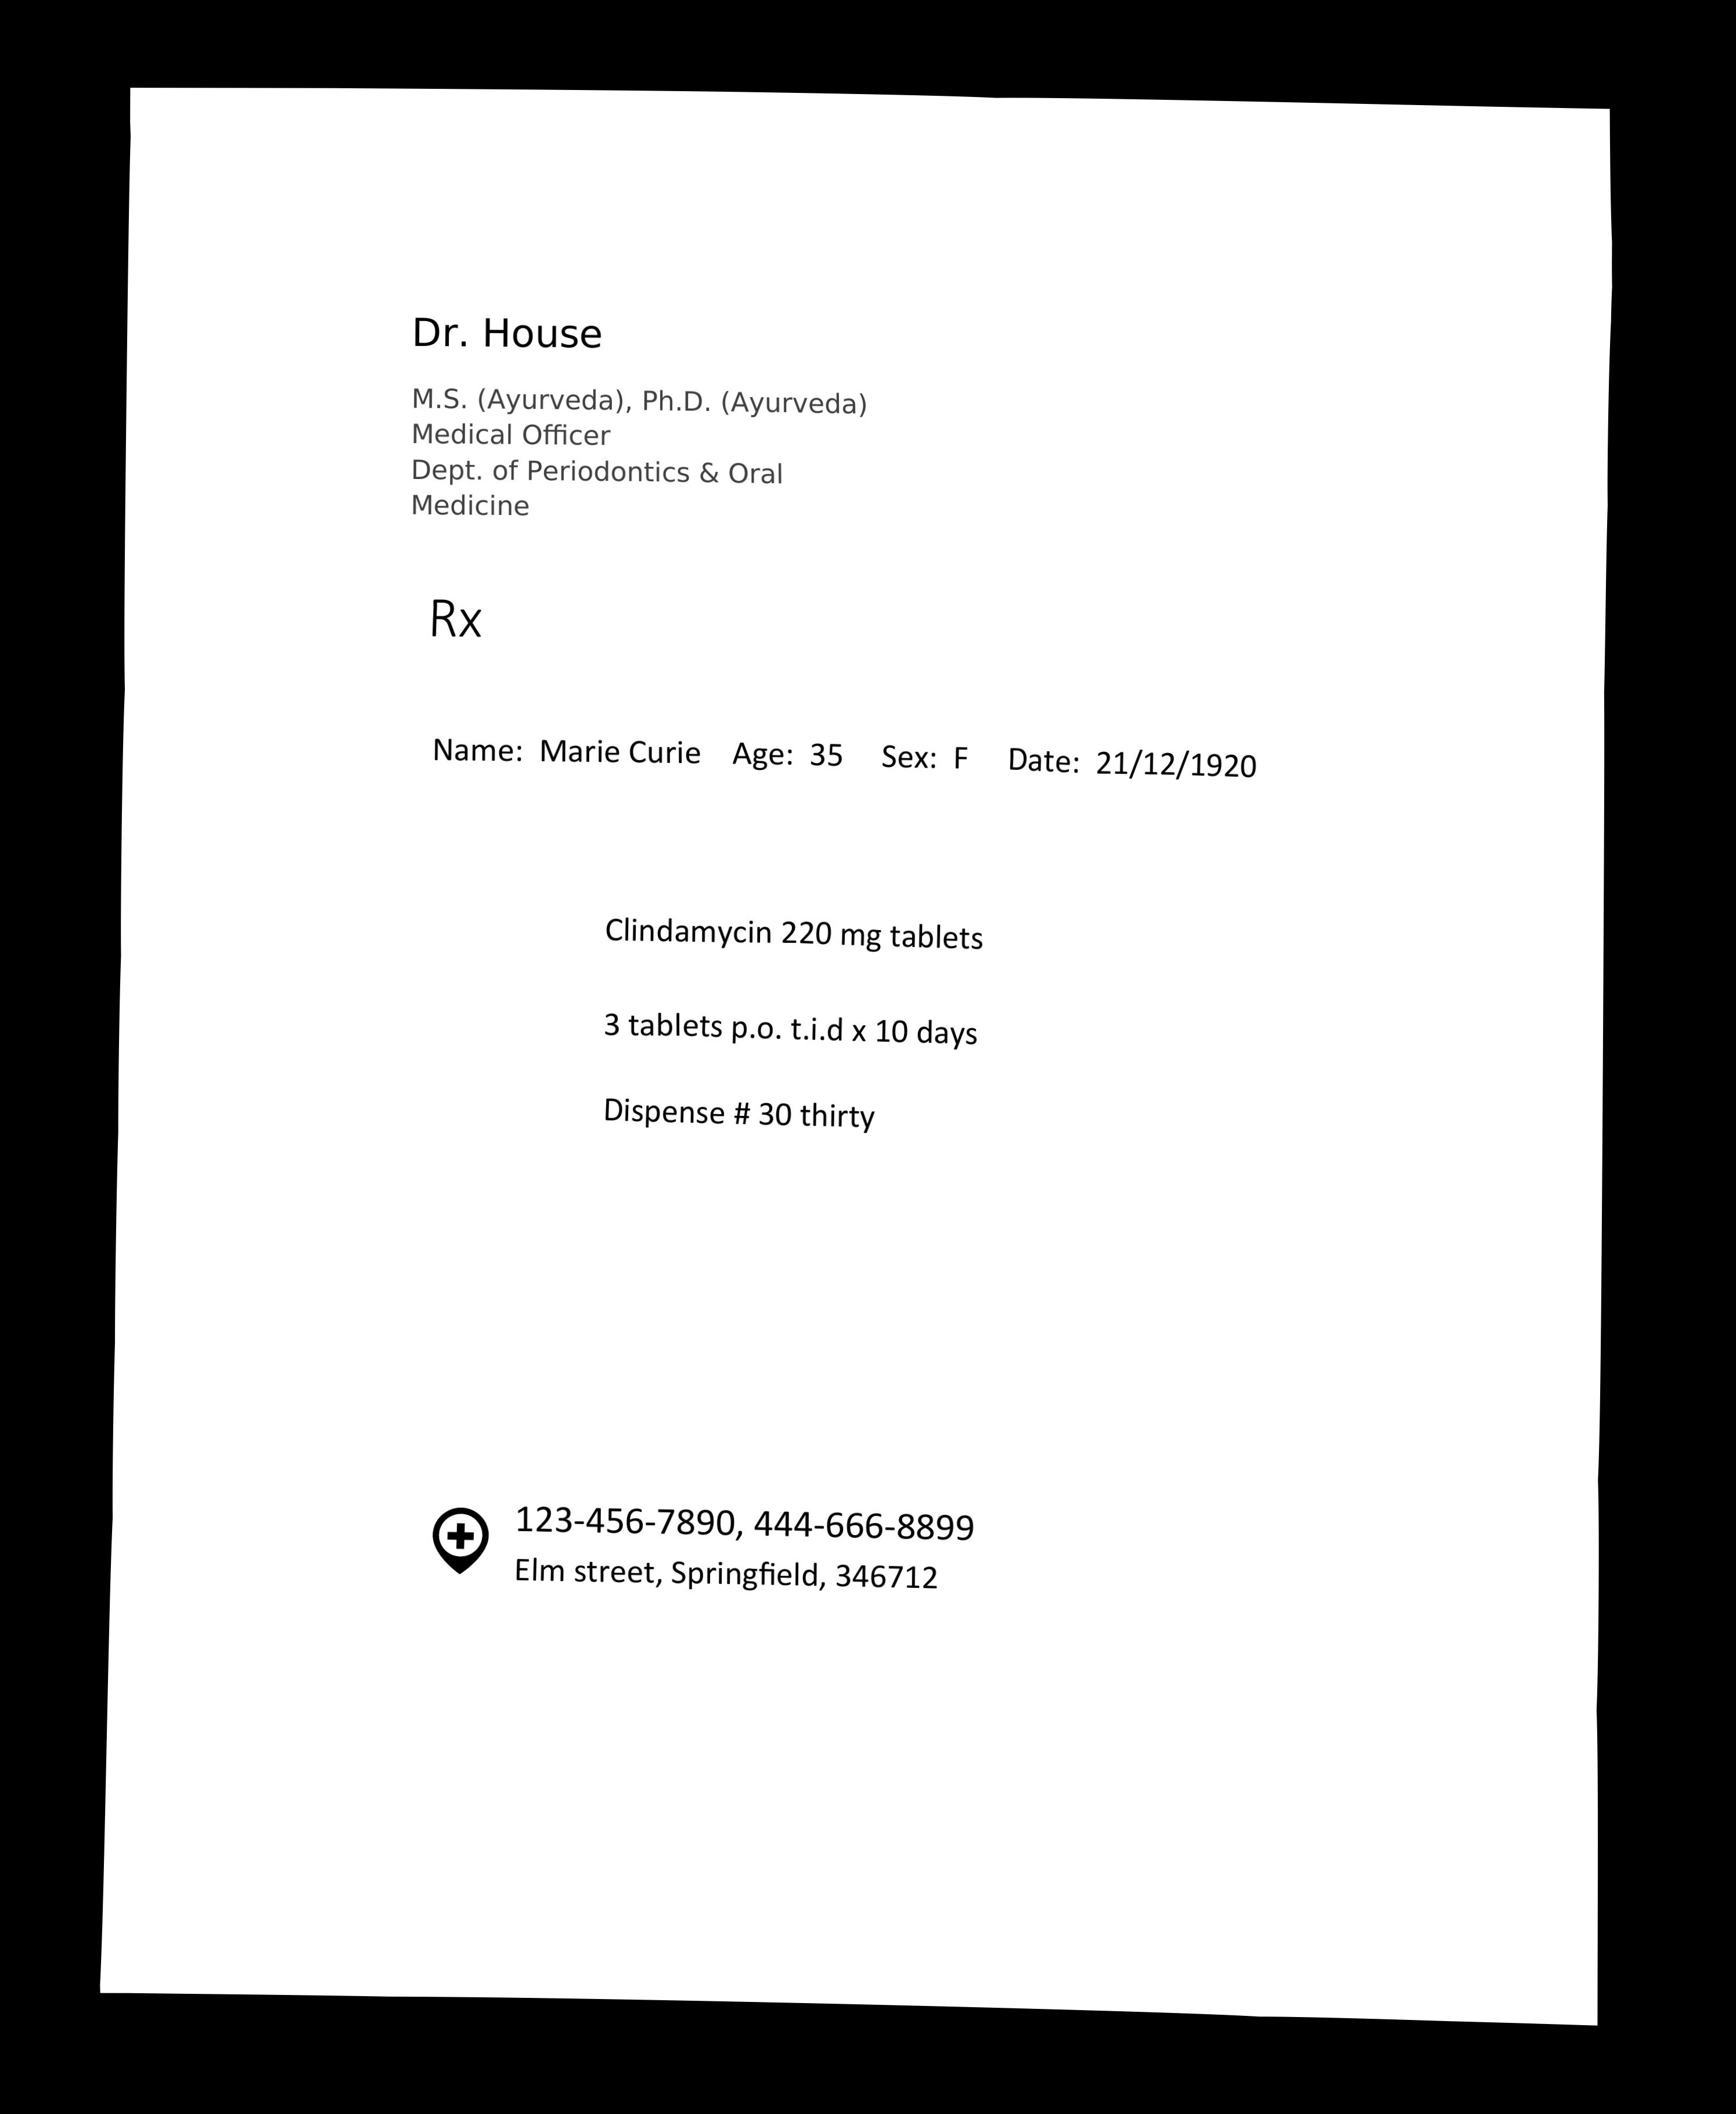 Dr. House
M.S. (Ayurveda), Ph.D. (Ayurveda)
Medical Officer
Dept. of Periodontics & Oral
Medicine
Rx
Name: Marie Curie Age: 35 Sex: F Date: 21/12/1920
Clindamycin 220 mg tablets
3 tablets p.o. t.i.d x 10 days
Dispense # 30 thirty
123-456-7890, 444-666-8899
Elm street, Springfield, 346712